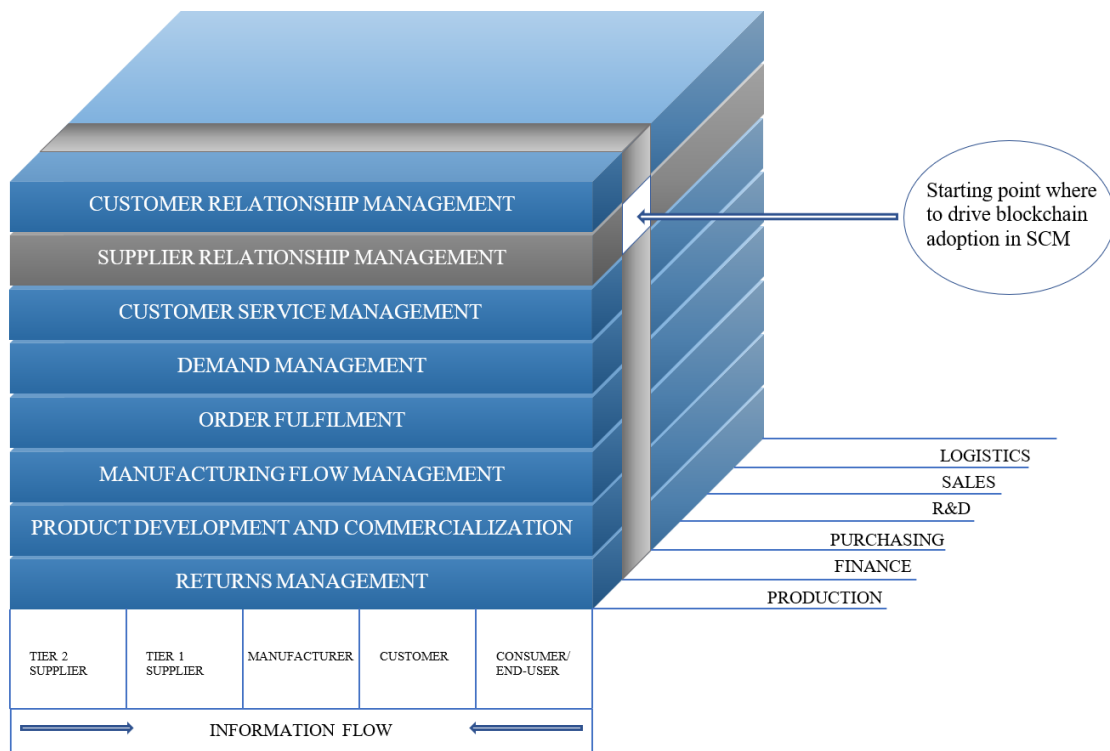 CUSTOMER RELATIONSHIP MANAGEMENT
SUPPLIER RELATIONSHIP MANAGEMENT
CUSTOMER SERVICE MANAGEMENT
DEMAND MANAGEMENT
ORDER FULFILMENT
MANUFACTURING FLOW MANAGEMENT
PRODUCT DEVELOPMENT AND COMMERCIALIZATION
RETURNS MANAGEMENT
Starting point where
to drive blockchain
adoption in SCM
LOGISTICS
SALES
R&D
PURCHASING
FINANCE
PRODUCTION
TIER 2
SUPPLIER
TIER 1
SUPPLIER
MANUFACTURER
CUSTOMER
CONSUMER/
END-USER
INFORMATION FLOW